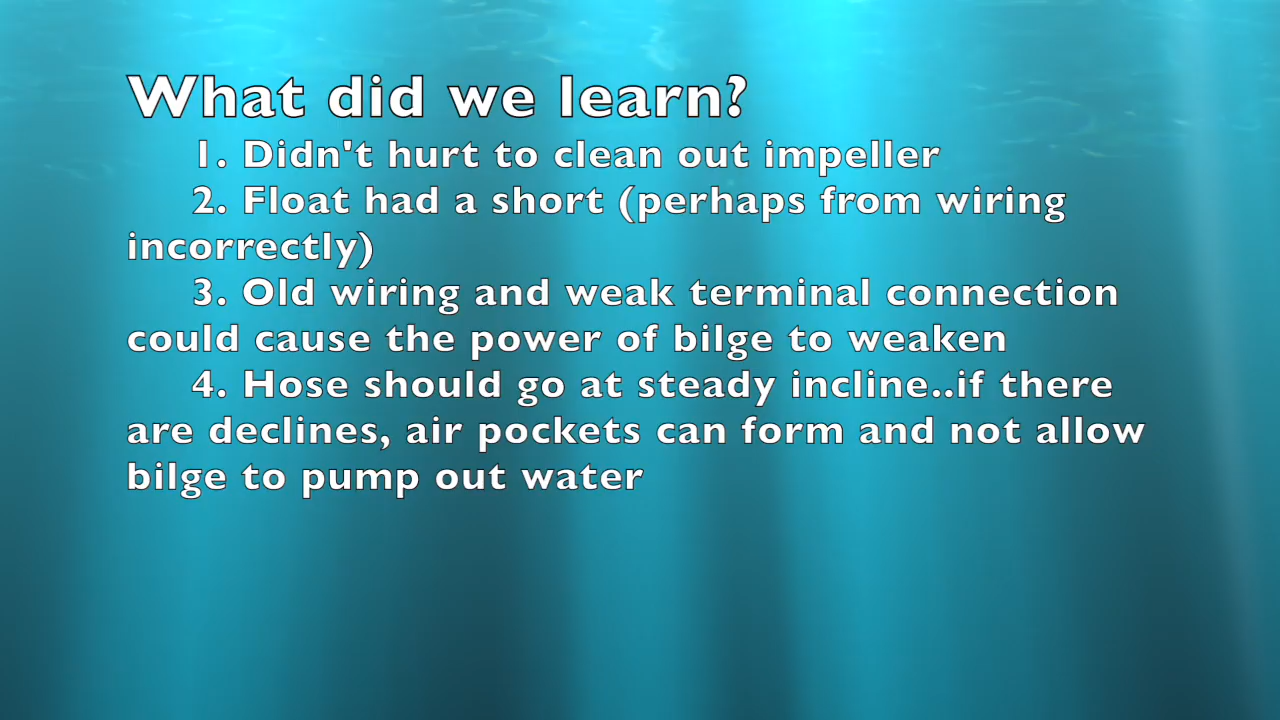 What did we learn?
1. Didn't hurt to clean out impeller
2. Float had a short (perhaps from wiring
incorrectly)
3. Old wiring and weak terminal connection
could cause the power of bilge to weaken
4. Hose should go at steady incline..if there
are declines, air pockets can form and not allow
bilge to pump out water